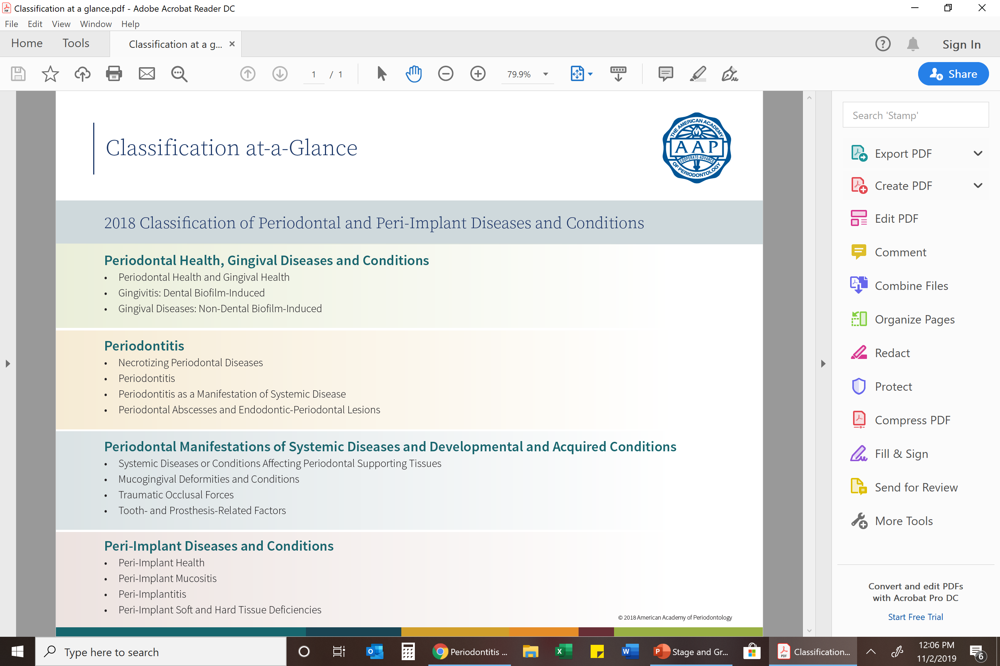 Classification at a glance.pdf - Adobe Acrobat Reader DC
File Edit View Window Help
Home Tools Classification at a g... Sign In
1 / 1 79.9% Share
Search 'Stamp'
THE AMERICAN ACADEMY
AAP
COOPERATE·ADVANCE
OF PERIODONTOLOGY
Classification at-a-Glance
2018 Classification of Periodontal and Peri-Implant Diseases and Conditions
Periodontal Health, Gingival Diseases and Conditions
• Periodontal Health and Gingival Health
• Gingivitis: Dental Biofilm-Induced
• Gingival Diseases: Non-Dental Biofilm-Induced
Periodontitis
• Necrotizing Periodontal Diseases
• Periodontitis
• Periodontitis as a Manifestation of Systemic Disease
• Periodontal Abscesses and Endodontic-Periodontal Lesions
Periodontal Manifestations of Systemic Diseases and Developmental and Acquired Conditions
• Systemic Diseases or Conditions Affecting Periodontal Supporting Tissues
• Mucogingival Deformities and Conditions
• Traumatic Occlusal Forces
• Tooth- and Prosthesis-Related Factors
Peri-Implant Diseases and Conditions
• Peri-Implant Health
• Peri-Implant Mucositis
• Peri-Implantitis
• Peri-Implant Soft and Hard Tissue Deficiencies
© 2018 American Academy of Periodontology
Export PDF
Create PDF
Edit PDF
Comment
Combine Files
Organize Pages
Redact
Protect
Compress PDF
Fill & Sign
Send for Review
More Tools
Convert and edit PDFs
with Acrobat Pro DC
Start Free Trial
Type here to search
Periodontitis ...
Stage and Gr...
Classification...
12:06 PM
11/2/2019
6